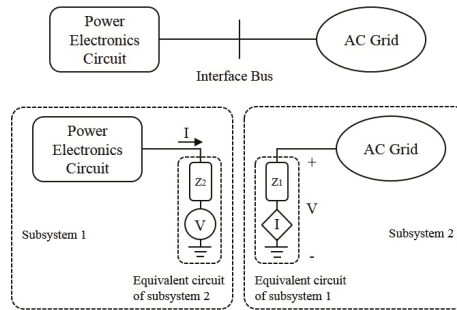 Power
Electronics
Circuit
AC Grid
Interface Bus
Power
Electronics
Circuit
I
Z2
V
Subsystem 1
Equivalent circuit
of subsystem 2
AC Grid
+
Z1
V
I
-
Subsystem 2
Equivalent circuit
of subsystem 1